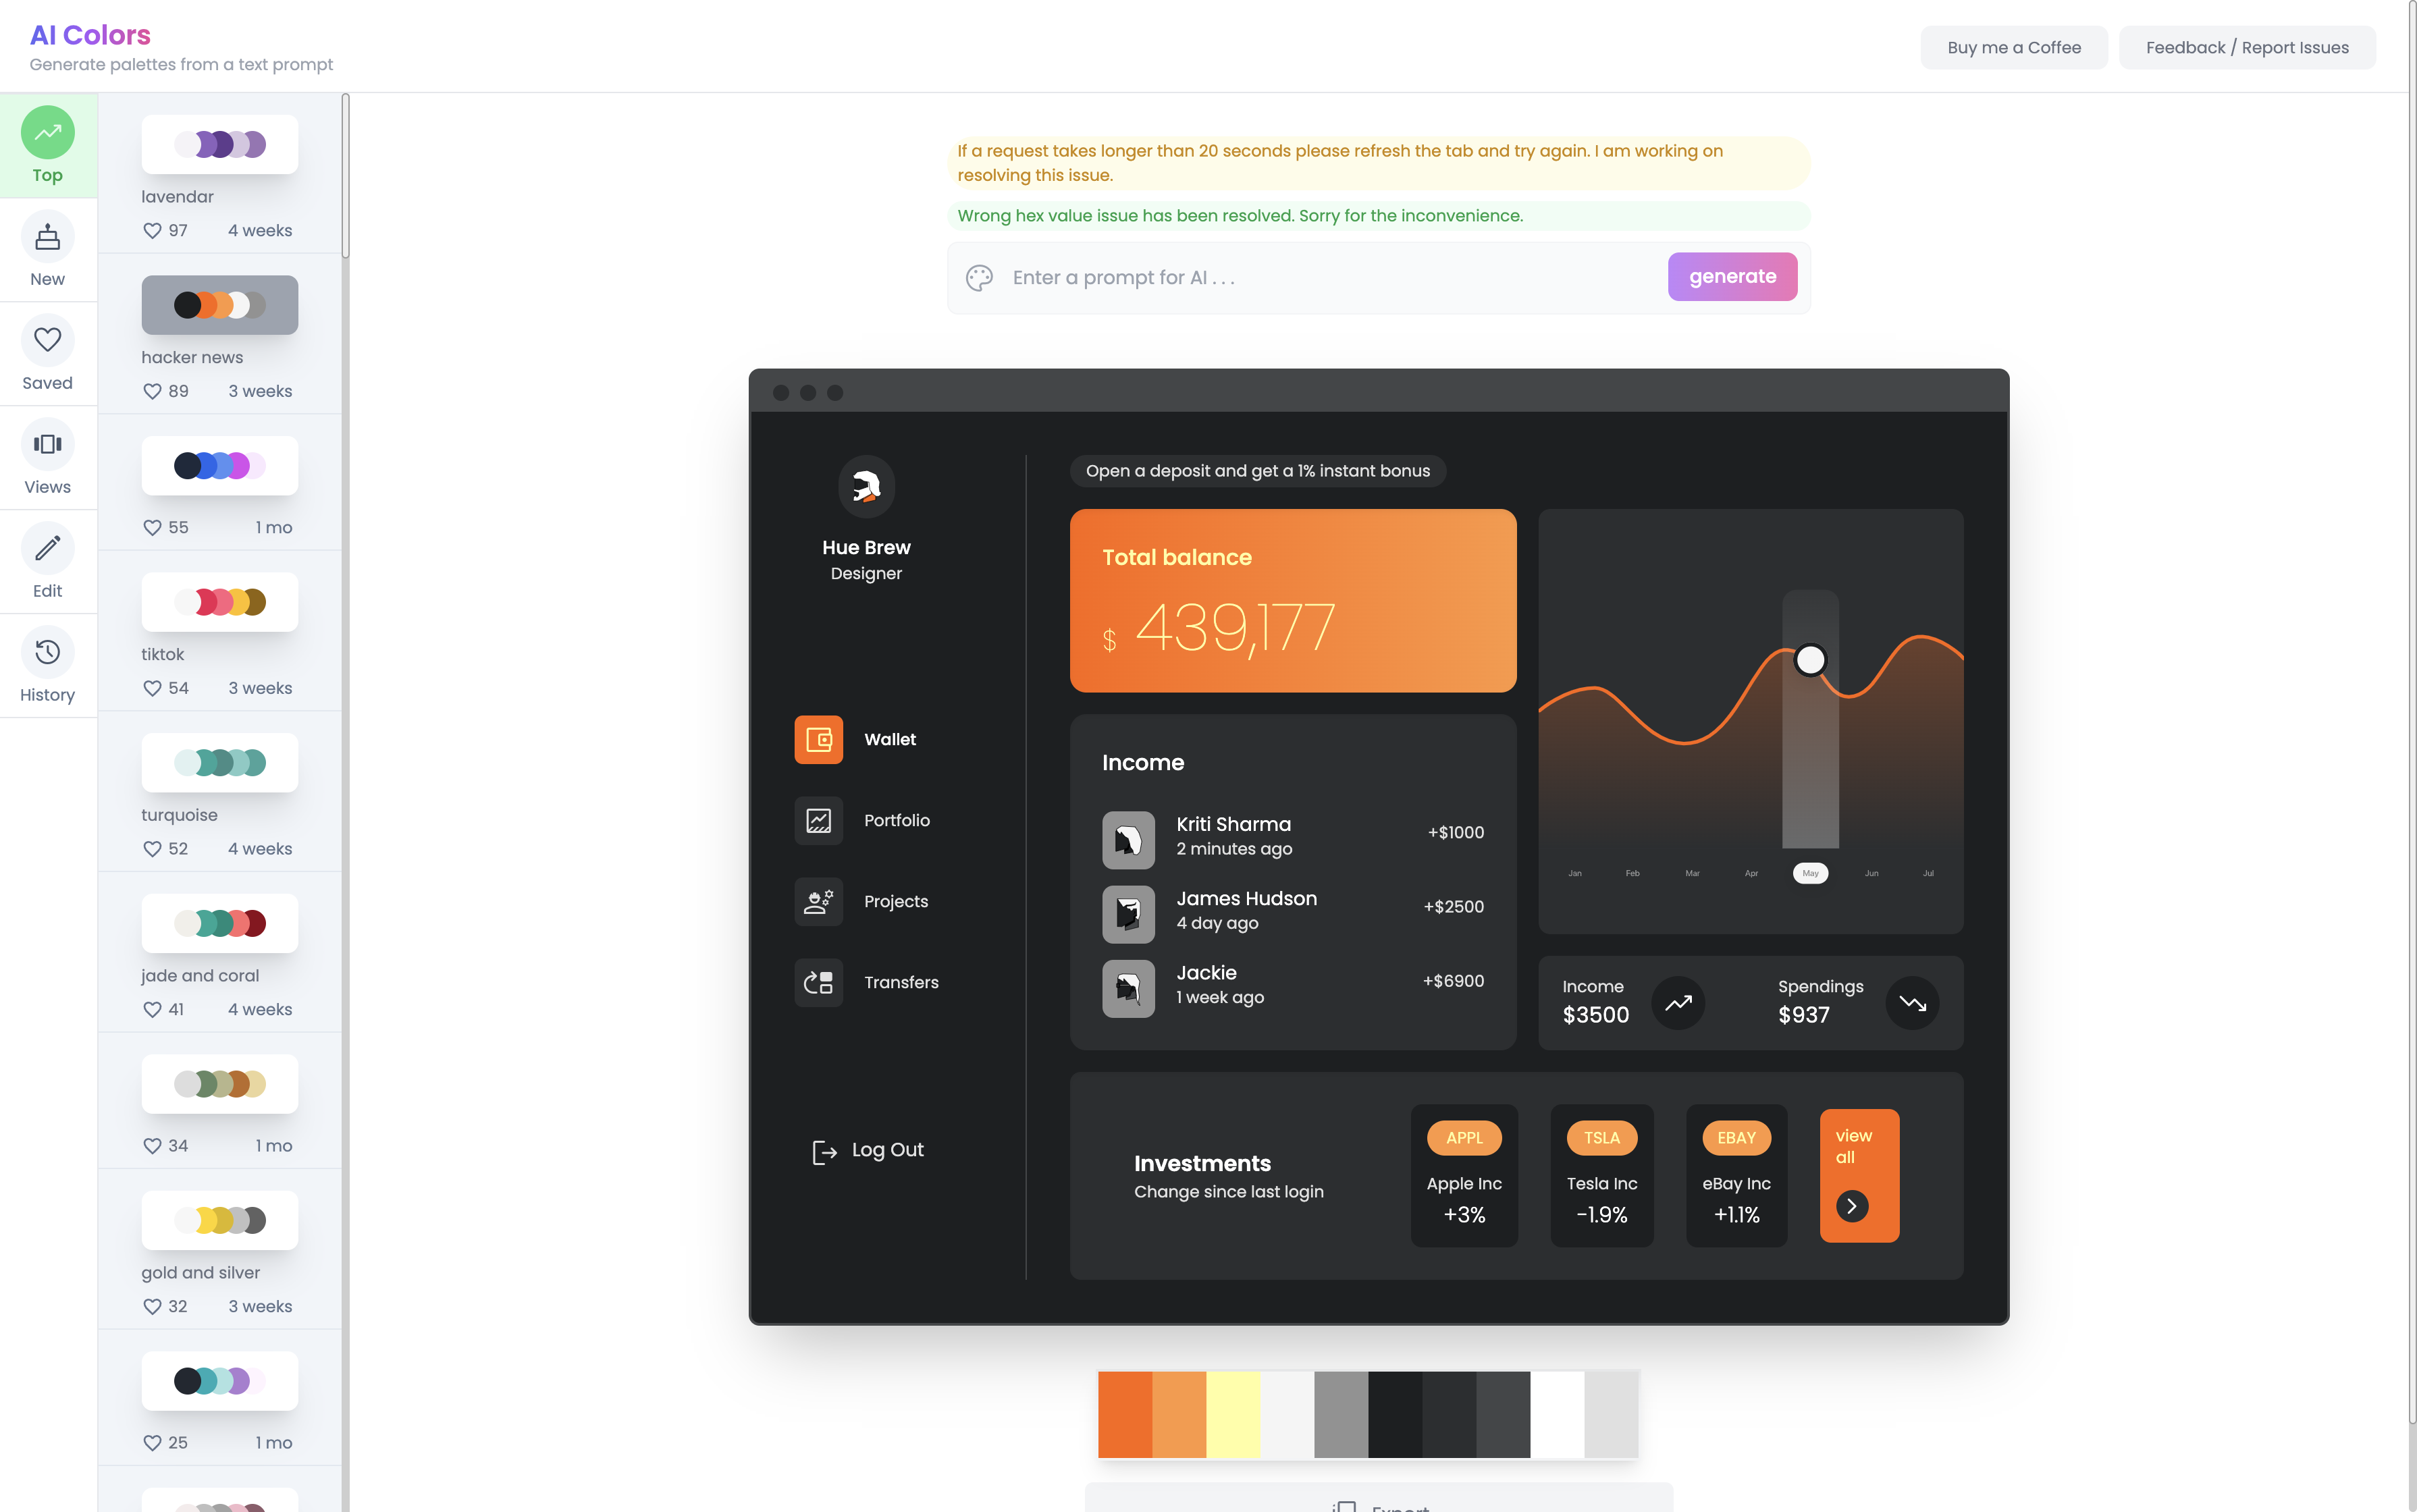 AI Colors
Generate palettes from a text prompt
Buy me a Coffee
Feedback / Report Issues
Top
New
Saved
Views
Edit
History
lavendar
97 4 weeks
hacker news
89 3 weeks
55 1 mo
tiktok
54 3 weeks
turquoise
52 4 weeks
jade and coral
41 4 weeks
34 1 mo
gold and silver
32 3 weeks
25 1 mo
If a request takes longer than 20 seconds please refresh the tab and try again. I am working on
resolving this issue.
Wrong hex value issue has been resolved. Sorry for the inconvenience.
Enter a prompt for AI . . .
generate
Hue Brew
Designer
Wallet
Portfolio
Projects
Transfers
Log Out
Open a deposit and get a 1% instant bonus
Total balance
$ 439,177
Income
Kriti Sharma
2 minutes ago
+$1000
James Hudson
4 day ago
+$2500
Jackie
1 week ago
+$6900
Jan Feb Mar Apr May Jun Jul
Income
$3500
Spendings
$937
Investments
Change since last login
APPL
Apple Inc
+3%
TSLA
Tesla Inc
-1.9%
EBAY
eBay Inc
+1.1%
view
all
Export